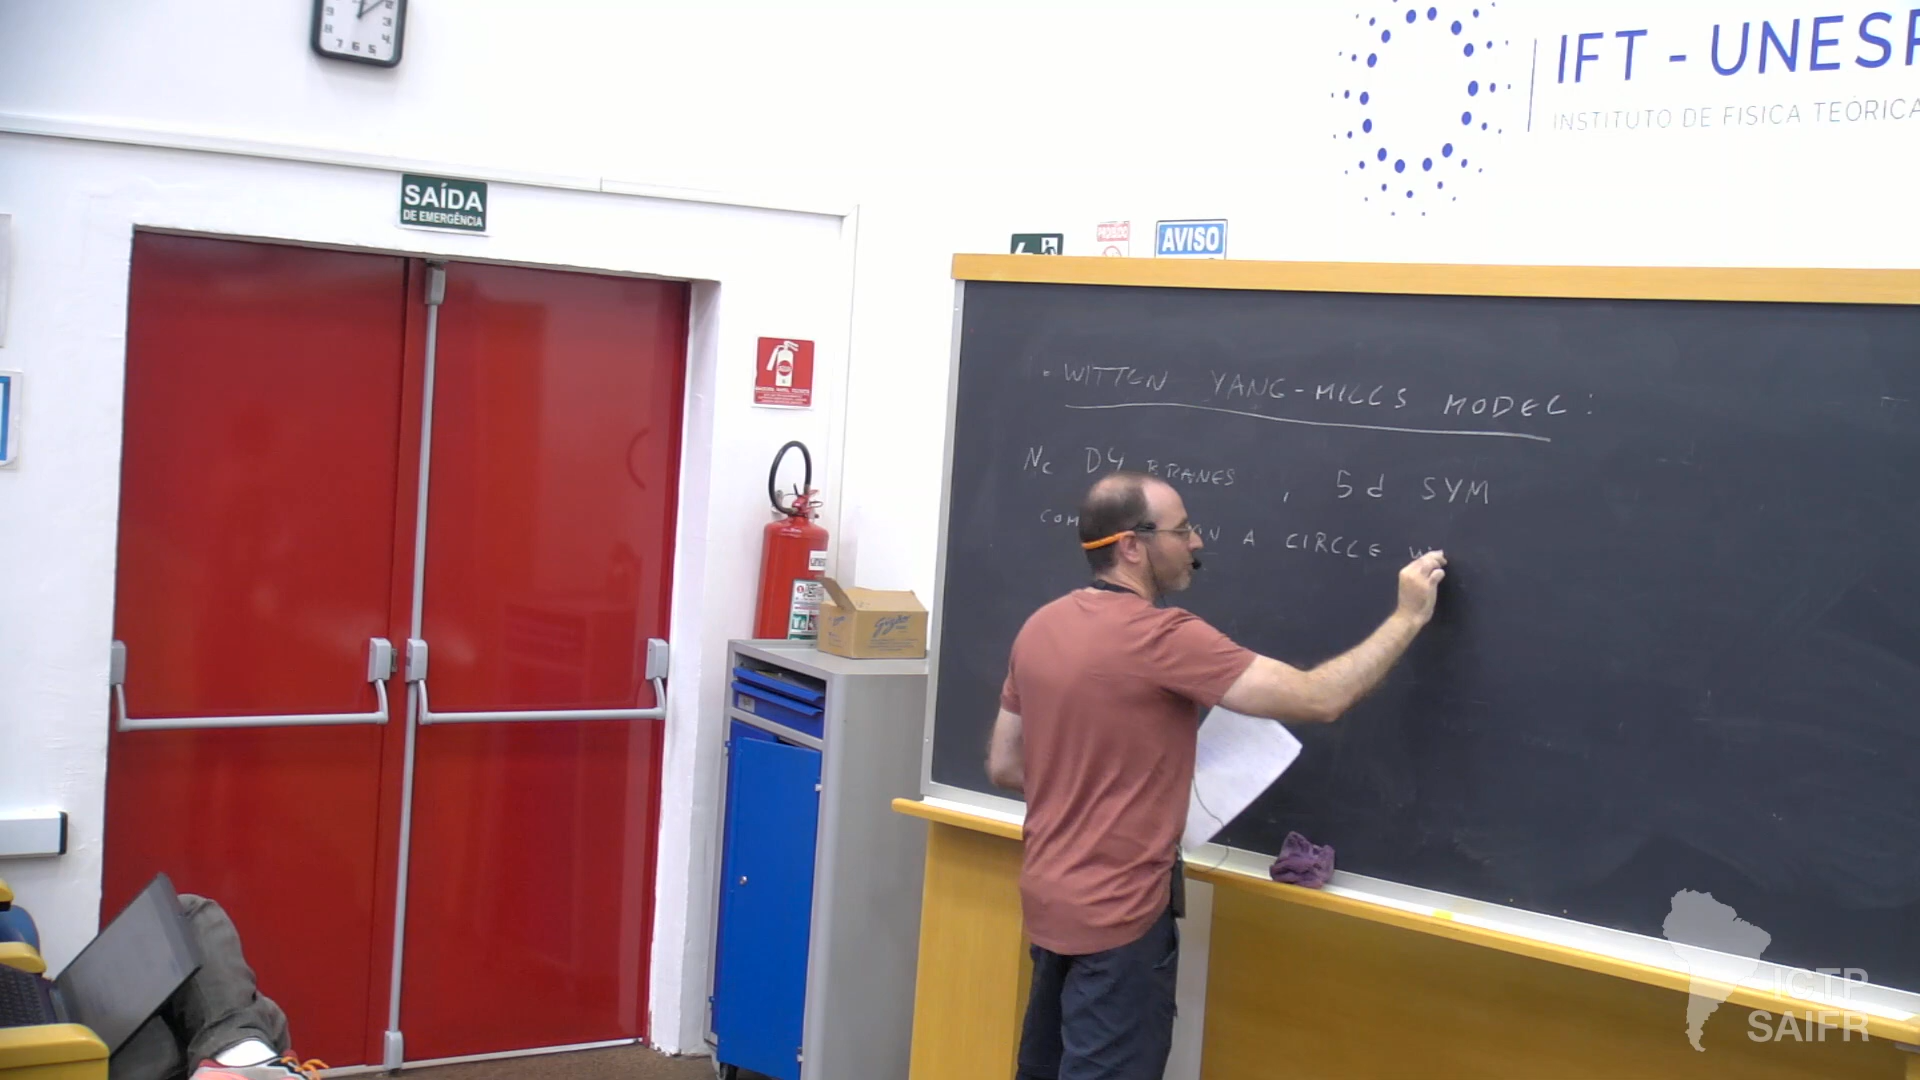 IFT - UNESP
INSTITUTO DE FISICA TEÓRICA
SAÍDA
DE EMERGÊNCIA
AVISO
• WITTEN YANG-MILLS MODEL:
Nc D4 BRANES , 5d SYM
A CIRCLE
ICTP
SAIFR